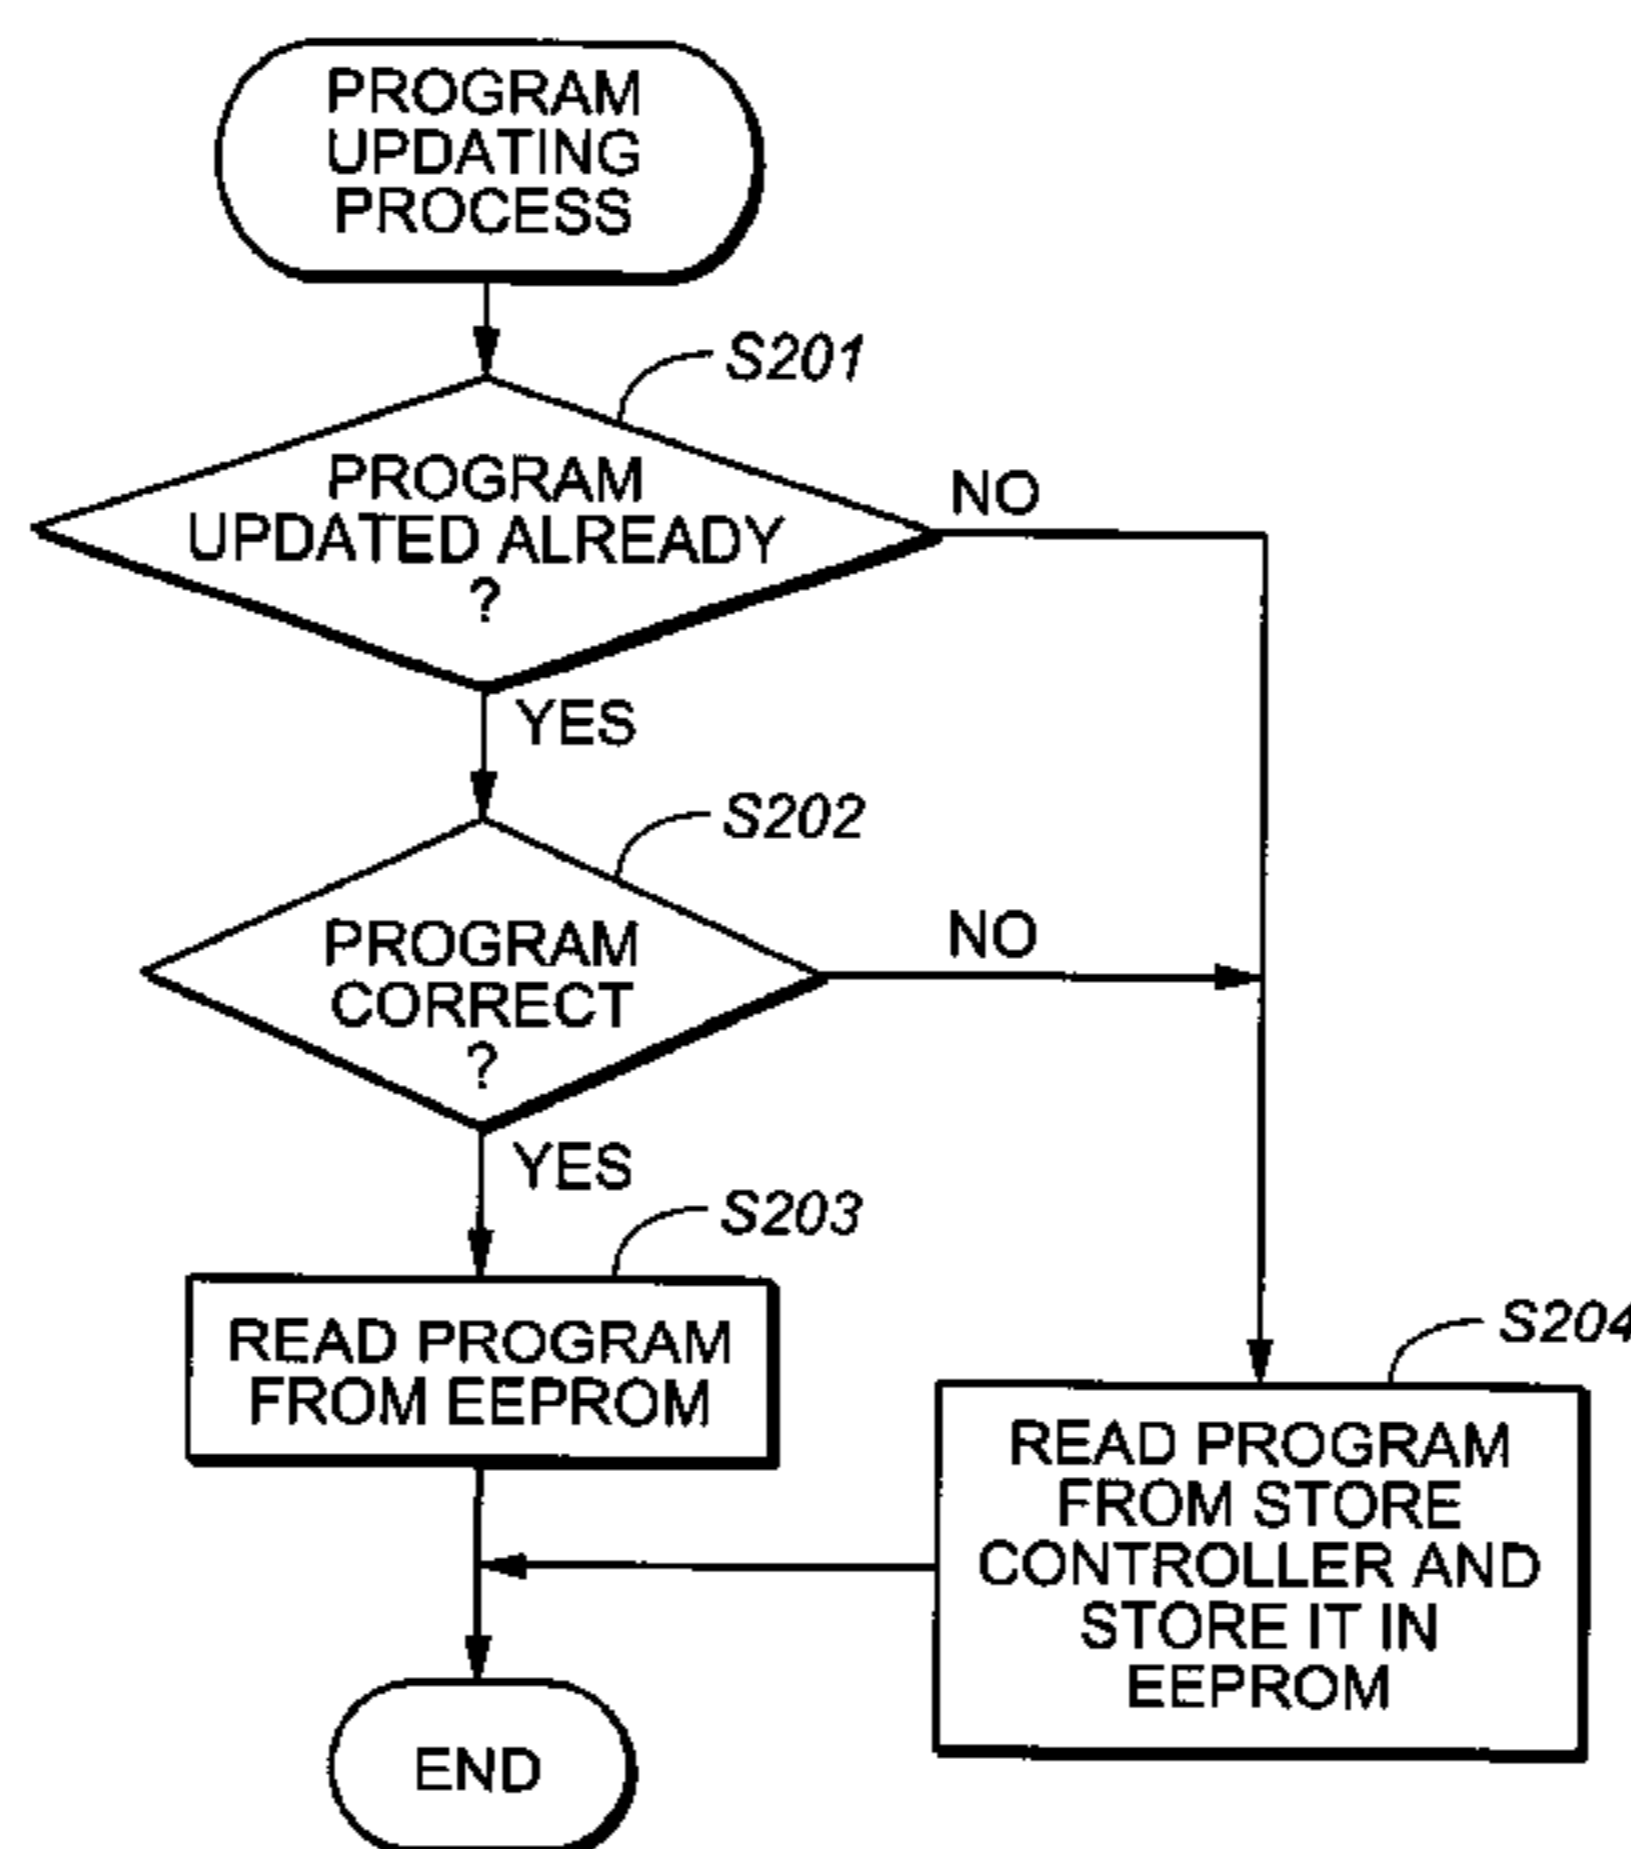 PROGRAM
UPDATING
PROCESS
S201
PROGRAM
UPDATED ALREADY
?
NO
YES
S202
PROGRAM
CORRECT
?
NO
YES
S203
READ PROGRAM
FROM EEPROM
S204
READ PROGRAM
FROM STORE
CONTROLLER AND
STORE IT IN
EEPROM
END